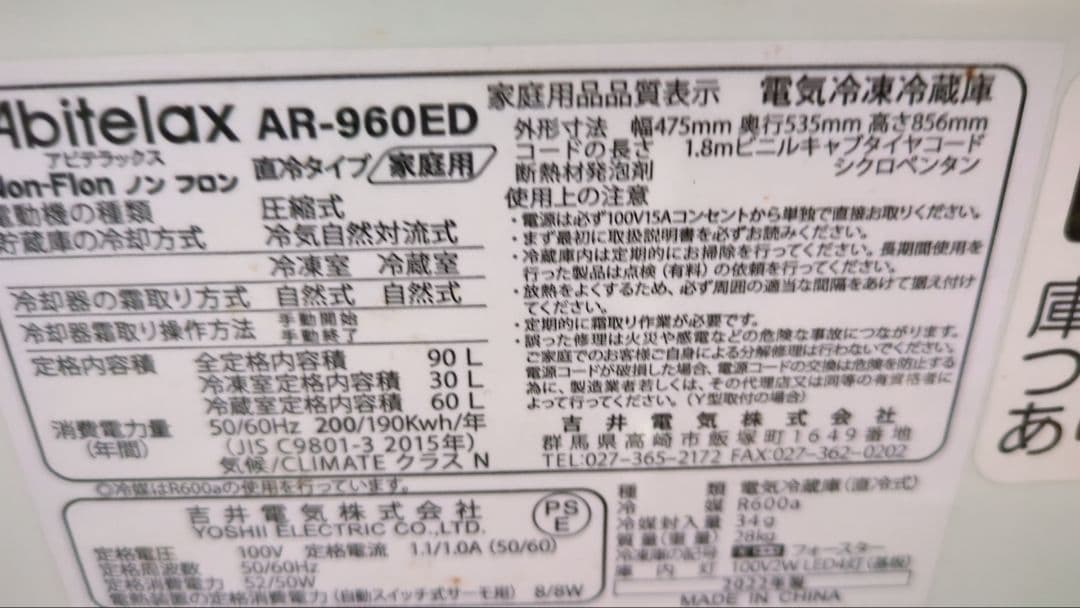 Abitelax AR-960ED
アビテラックス
Non-Flon ノン フロン 直冷タイプ 家庭用
電動機の種類 圧縮式
貯蔵庫の冷却方式 冷気自然対流式
冷凍室 冷蔵室
冷却器の霜取り方式 自然式 自然式
冷却器霜取り操作方法 手動開始
手動終了
定格内容積 全定格内容積 90 L
冷凍室定格内容積 30 L
冷蔵室定格内容積 60 L
消費電力量 50/60Hz 200/190Kwh/年
(年間) (JIS C9801-3 2015年)
気候/CLIMATE クラス N
◎冷媒はR600aの使用を行っています。
家庭用品品質表示 電気冷凍冷蔵庫
外形寸法 幅475mm 奥行535mm 高さ856mm
コードの長さ 1.8mビニルキャブタイヤコード
断熱材発泡剤 シクロペンタン
使用上の注意
・電源は必ず100V15Aコンセントから単独で直接お取りください。
・まず最初に取扱説明書を必ずお読みください。
・冷蔵庫内は定期的にお掃除を行ってください。長期間使用を
行った製品は点検(有料)の依頼を行ってください。
・放熱をよくするため、必ず周囲の適当な間隔をあけて据え付け
てください。
・定期的に霜取り作業が必要です。
・誤った修理は火災や感電などの危険な事故につながります。
ご家庭でのお客様ご自身による分解修理は行わないでください。
電源コードが破損した場合、電源コードの交換は危険を防止する
為に、製造業者若しくは、その代理店又は同等の有資格者に
よって行ってください。(Y型取付の場合)
吉井電気株式会社
群馬県高崎市飯塚町1649番地
TEL:027-365-2172 FAX:027-362-0202
吉井電気株式会社
YOSHII ELECTRIC CO.,LTD.
PS
E
定格電圧 100V 定格電流 1.1/1.0A (50/60)
定格周波数 50/60Hz
定格消費電力 52/50W
電熱装置の定格消費電力 (自動スイッチ式サーモ用) 8/8W
種類 電気冷蔵庫(直冷式)
冷媒 R600a
冷媒封入量 34g
質量(重量) 28kg
冷凍庫の記号 フォースター
庫内灯 100V2W LED4灯(基板)
2022年製
MADE IN CHINA
庫
つ
あ